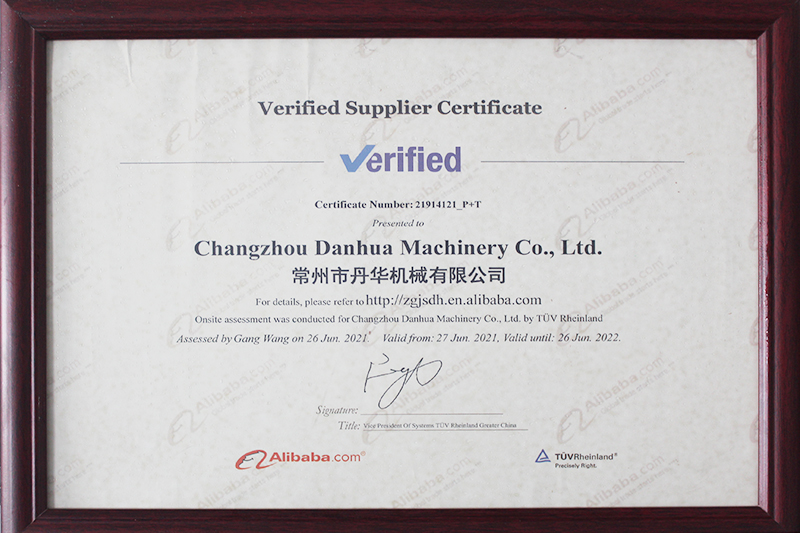 Verified Supplier Certificate
Verified
Certificate Number: 21914121_P+T
Presented to
Changzhou Danhua Machinery Co., Ltd.
常州市丹华机械有限公司
For details, please refer to http://zgjsdh.en.alibaba.com
Onsite assessment was conducted for Changzhou Danhua Machinery Co., Ltd. by TÜV Rheinland
Assessed by Gang Wang on 26 Jun. 2021 Valid from: 27 Jun. 2021, Valid until: 26 Jun. 2022.
Signature:
Title: Vice President Of Systems TÜV Rheinland Greater China
Alibaba.com®
TÜVRheinland®
Precisely Right.